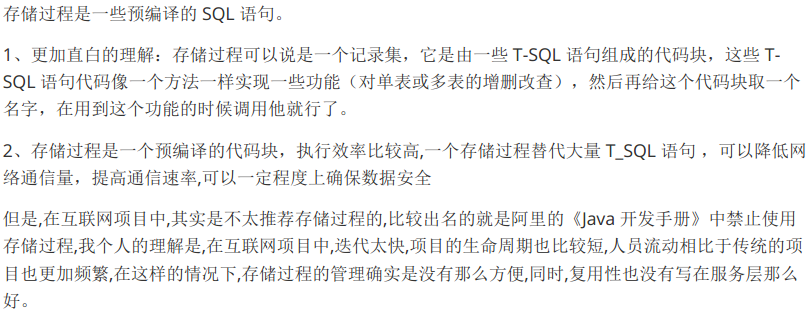 存储过程是一些预编译的 SQL 语句。
1、更加直白的理解：存储过程可以说是一个记录集，它是由一些 T-SQL 语句组成的代码块，这些 T-
SQL 语句代码像一个方法一样实现一些功能（对单表或多表的增删改查），然后再给这个代码块取一个
名字，在用到这个功能的时候调用他就行了。
2、存储过程是一个预编译的代码块，执行效率比较高,一个存储过程替代大量 T_SQL 语句 ，可以降低网
络通信量，提高通信速率,可以一定程度上确保数据安全
但是,在互联网项目中,其实是不太推荐存储过程的,比较出名的就是阿里的《Java 开发手册》中禁止使用
存储过程,我个人的理解是,在互联网项目中,迭代太快,项目的生命周期也比较短,人员流动相比于传统的项
目也更加频繁,在这样的情况下,存储过程的管理确实是没有那么方便,同时,复用性也没有写在服务层那么
好。